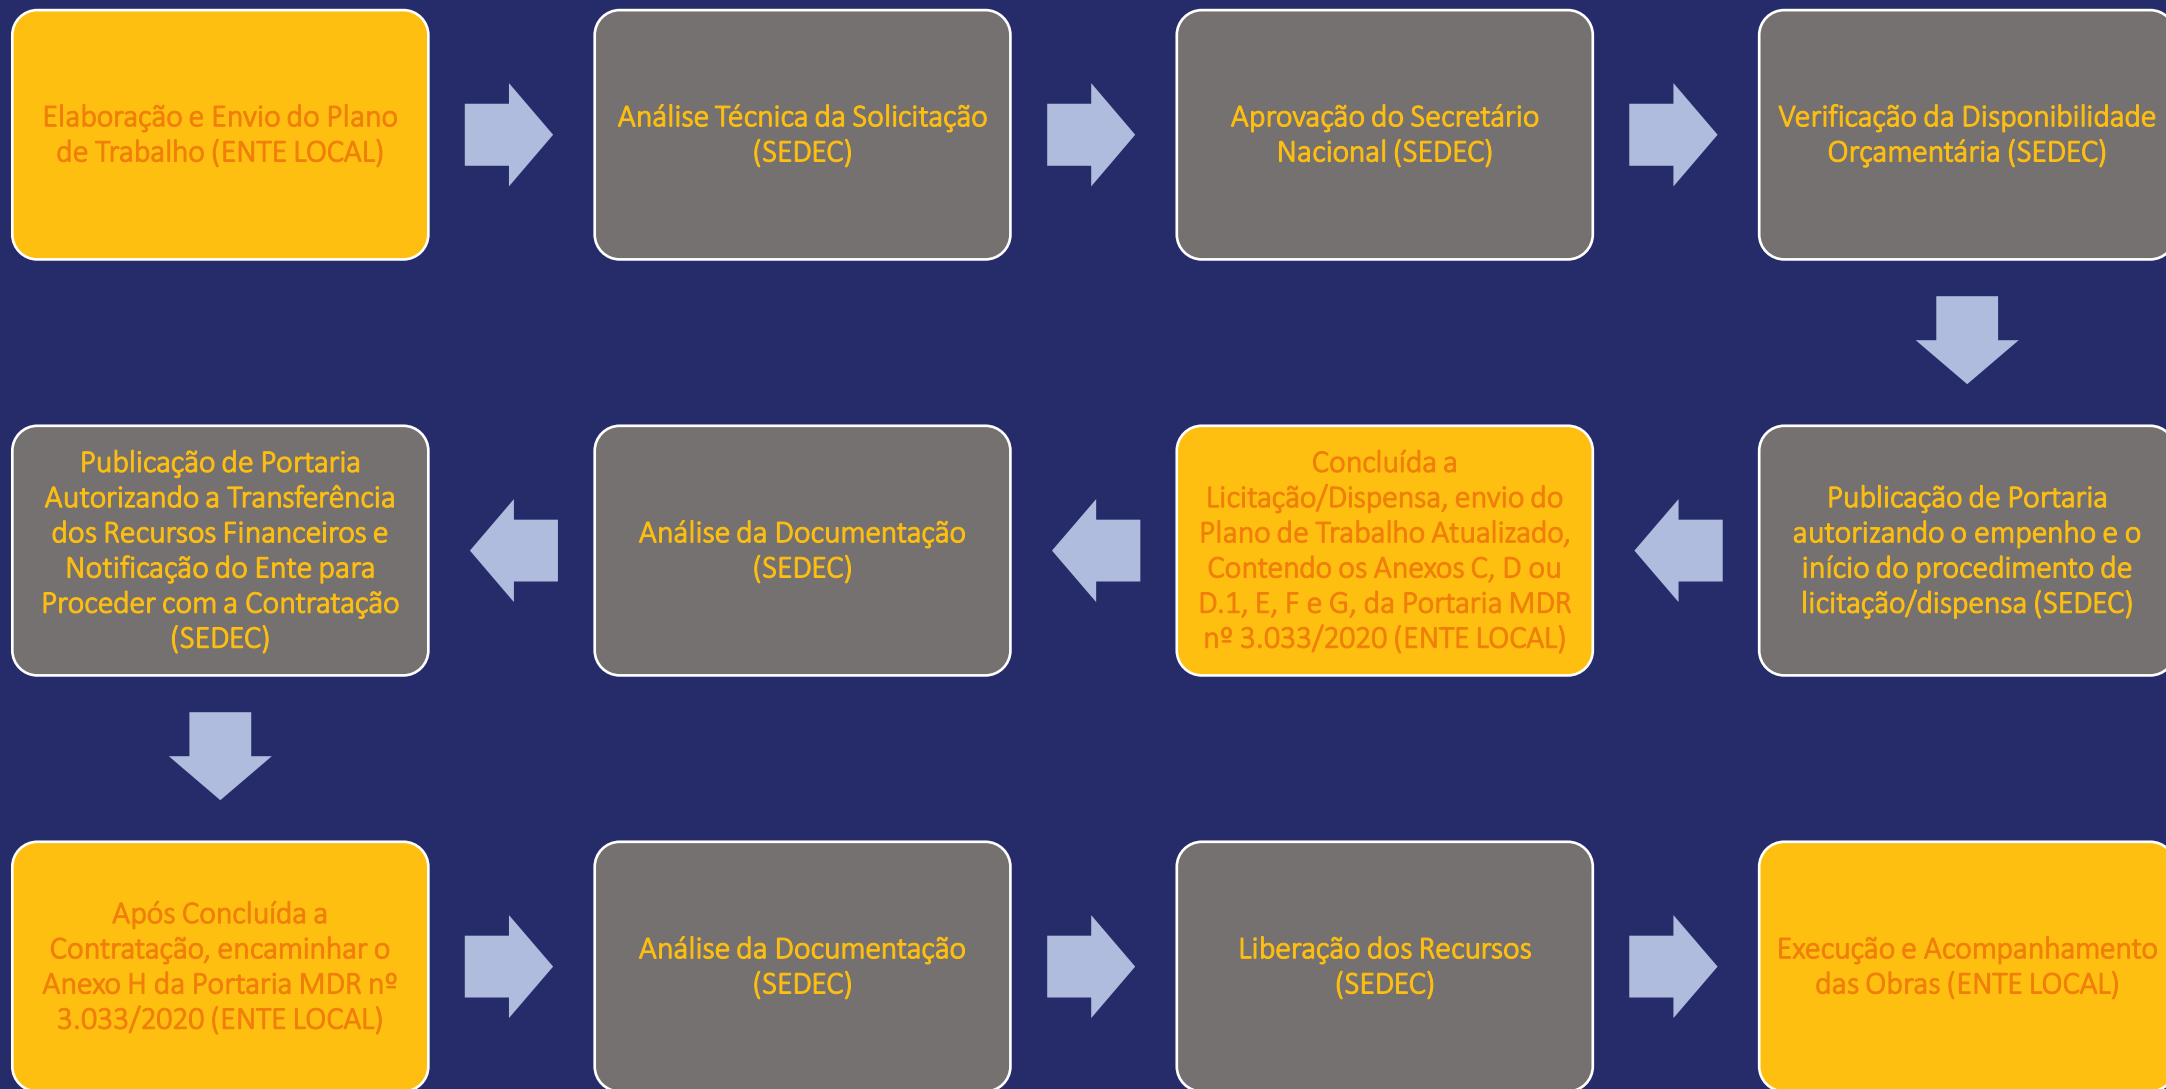 Elaboração e Envio do Plano
de Trabalho (ENTE LOCAL)
Análise Técnica da Solicitação
(SEDEC)
Aprovação do Secretário
Nacional (SEDEC)
Verificação da Disponibilidade
Orçamentária (SEDEC)
Publicação de Portaria
autorizando o empenho e o
início do procedimento de
licitação/dispensa (SEDEC)
Concluída a
Licitação/Dispensa, envio do
Plano de Trabalho Atualizado,
Contendo os Anexos C, D ou
D.1, E, F e G, da Portaria MDR
nº 3.033/2020 (ENTE LOCAL)
Análise da Documentação
(SEDEC)
Publicação de Portaria
Autorizando a Transferência
dos Recursos Financeiros e
Notificação do Ente para
Proceder com a Contratação
(SEDEC)
Após Concluída a
Contratação, encaminhar o
Anexo H da Portaria MDR nº
3.033/2020 (ENTE LOCAL)
Análise da Documentação
(SEDEC)
Liberação dos Recursos
(SEDEC)
Execução e Acompanhamento
das Obras (ENTE LOCAL)